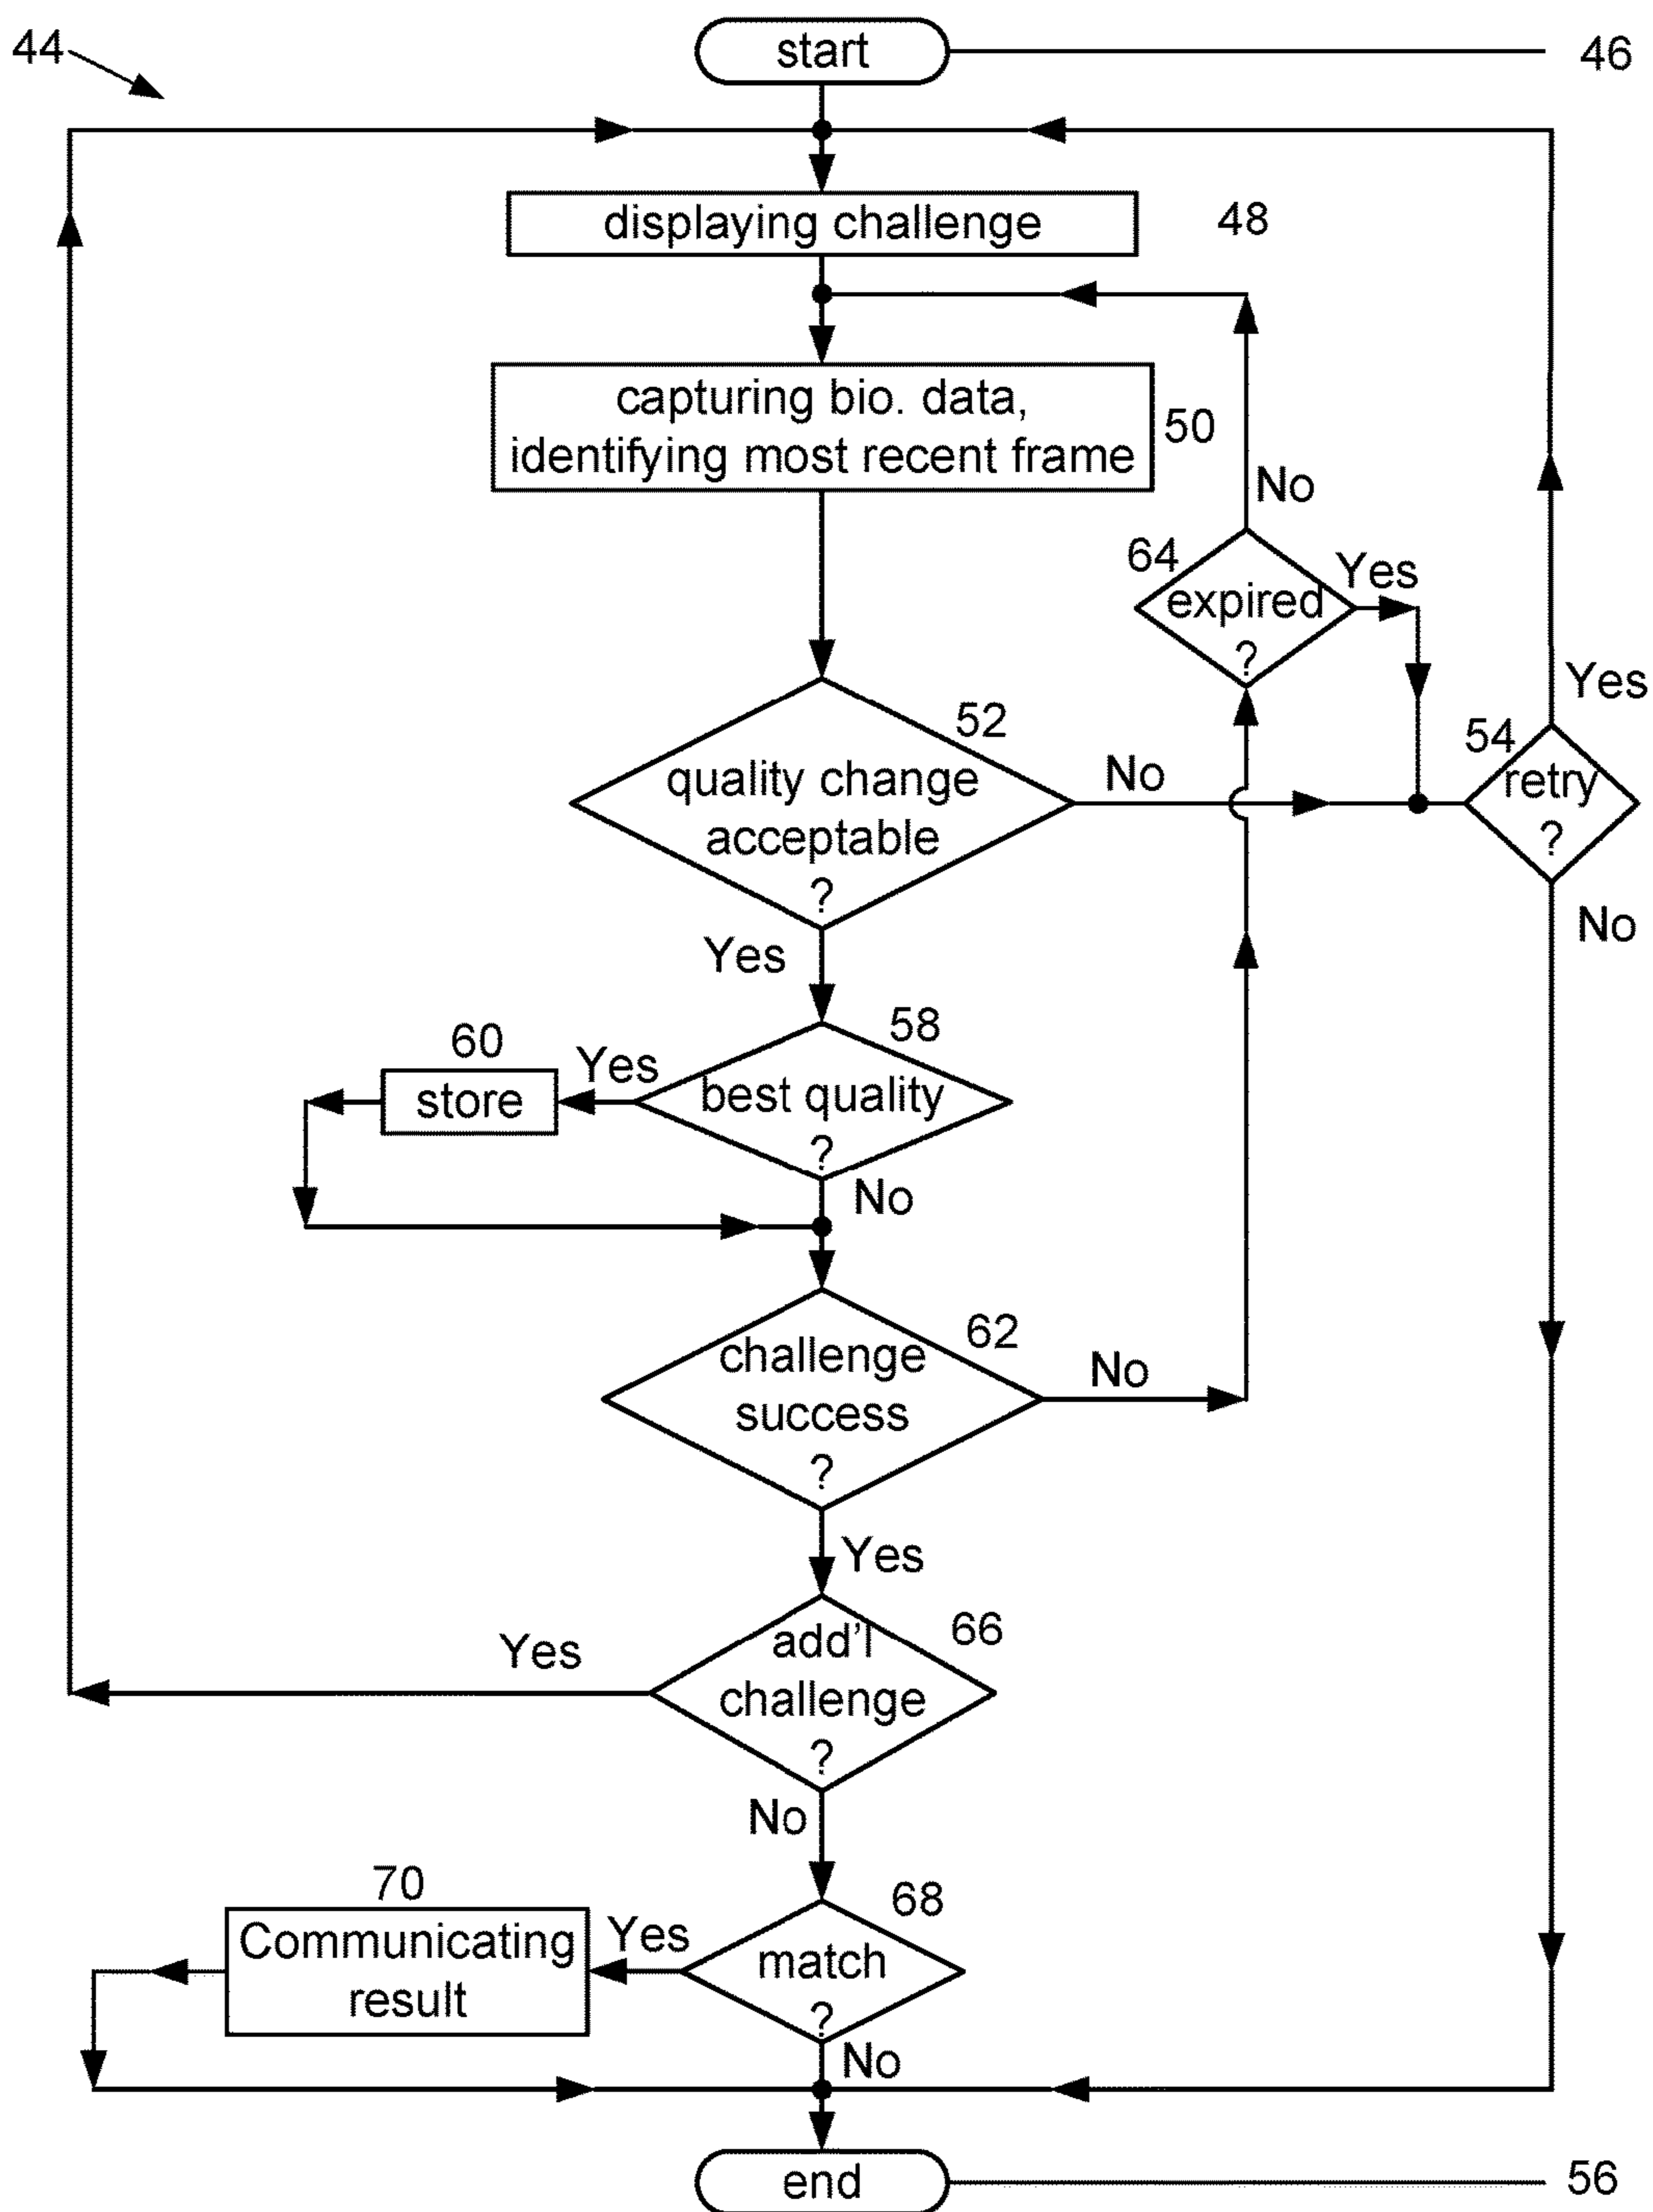 44
start
46
displaying challenge
48
capturing bio. data,
identifying most recent frame
50
No
64
Yes
expired
?
Yes
52
54
quality change
acceptable
?
No
retry
?
No
Yes
58
60
Yes
store
best quality
?
No
62
challenge
success
?
No
Yes
66
Yes
add'l
challenge
?
No
70
68
Communicating
result
Yes
match
?
No
end
56